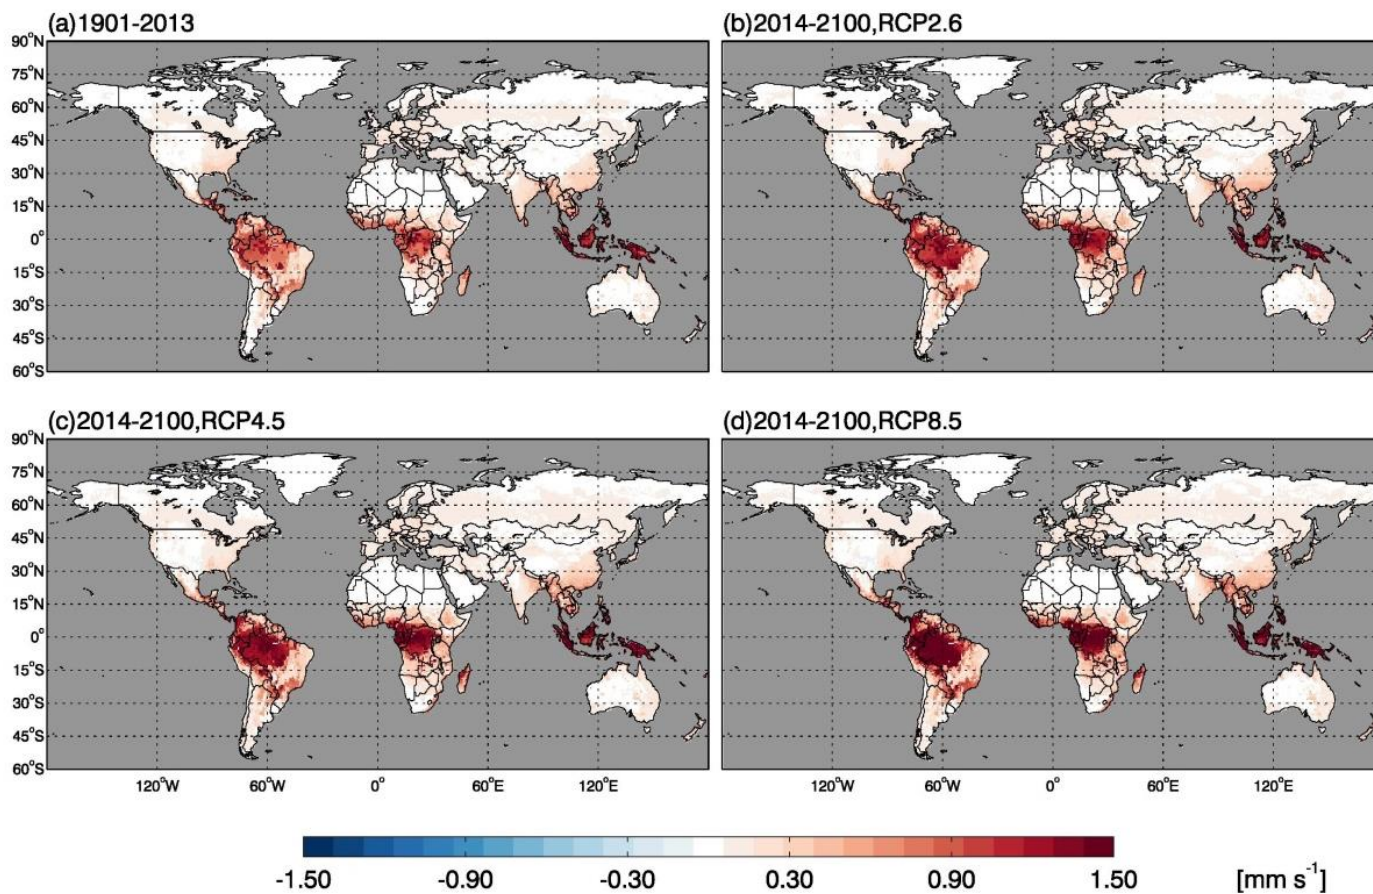 (a)1901-2013
(b)2014-2100,RCP2.6
90°N
75°N
60°N
45°N
30°N
15°N
0°
15°S
30°S
45°S
60°S
(c)2014-2100,RCP4.5
(d)2014-2100,RCP8.5
90°N
75°N
60°N
45°N
30°N
15°N
0°
15°S
30°S
45°S
60°S
120°W 60°W 0° 60°E 120°E
120°W 60°W 0° 60°E 120°E
-1.50 -0.90 -0.30 0.30 0.90 1.50 [mm s⁻¹]